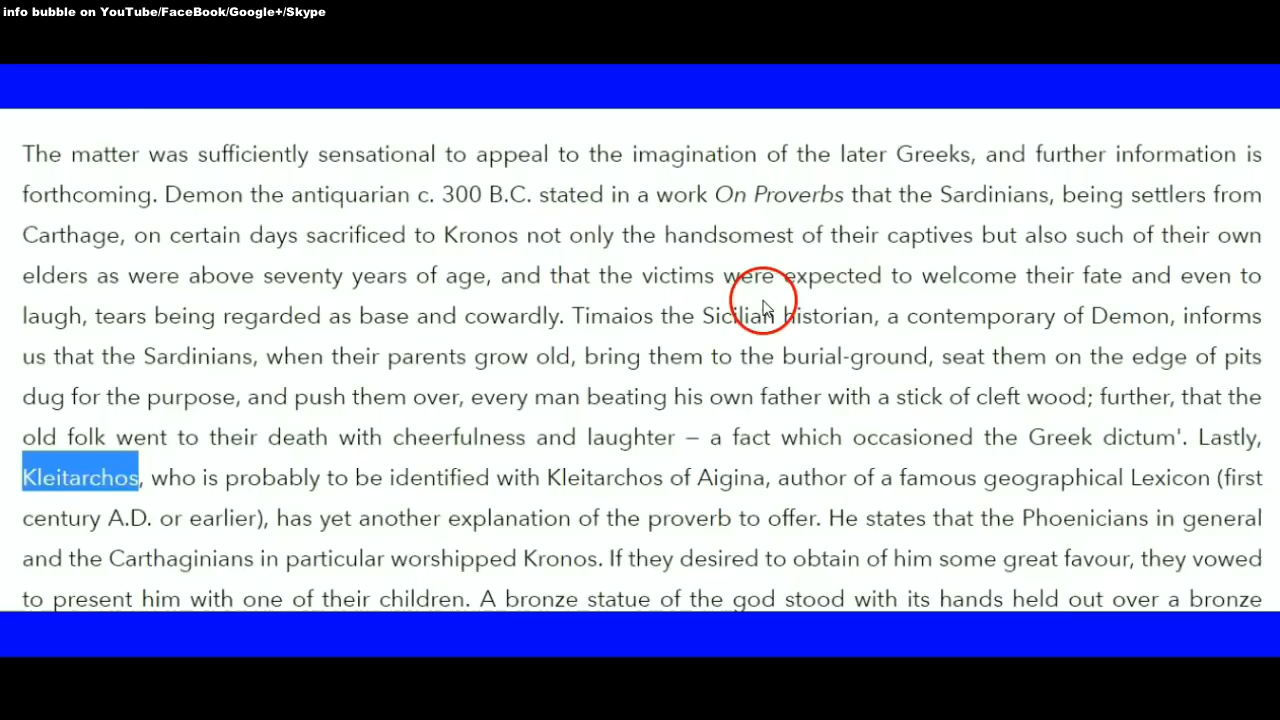 info bubble on YouTube/FaceBook/Google+/Skype
The matter was sufficiently sensational to appeal to the imagination of the later Greeks, and further information is
forthcoming. Demon the antiquarian c. 300 B.C. stated in a work On Proverbs that the Sardinians, being settlers from
Carthage, on certain days sacrificed to Kronos not only the handsomest of their captives but also such of their own
elders as were above seventy years of age, and that the victims were expected to welcome their fate and even to
laugh, tears being regarded as base and cowardly. Timaios the Sicilian historian, a contemporary of Demon, informs
us that the Sardinians, when their parents grow old, bring them to the burial-ground, seat them on the edge of pits
dug for the purpose, and push them over, every man beating his own father with a stick of cleft wood; further, that the
old folk went to their death with cheerfulness and laughter – a fact which occasioned the Greek dictum'. Lastly,
Kleitarchos, who is probably to be identified with Kleitarchos of Aigina, author of a famous geographical Lexicon (first
century A.D. or earlier), has yet another explanation of the proverb to offer. He states that the Phoenicians in general
and the Carthaginians in particular worshipped Kronos. If they desired to obtain of him some great favour, they vowed
to present him with one of their children. A bronze statue of the god stood with its hands held out over a bronze